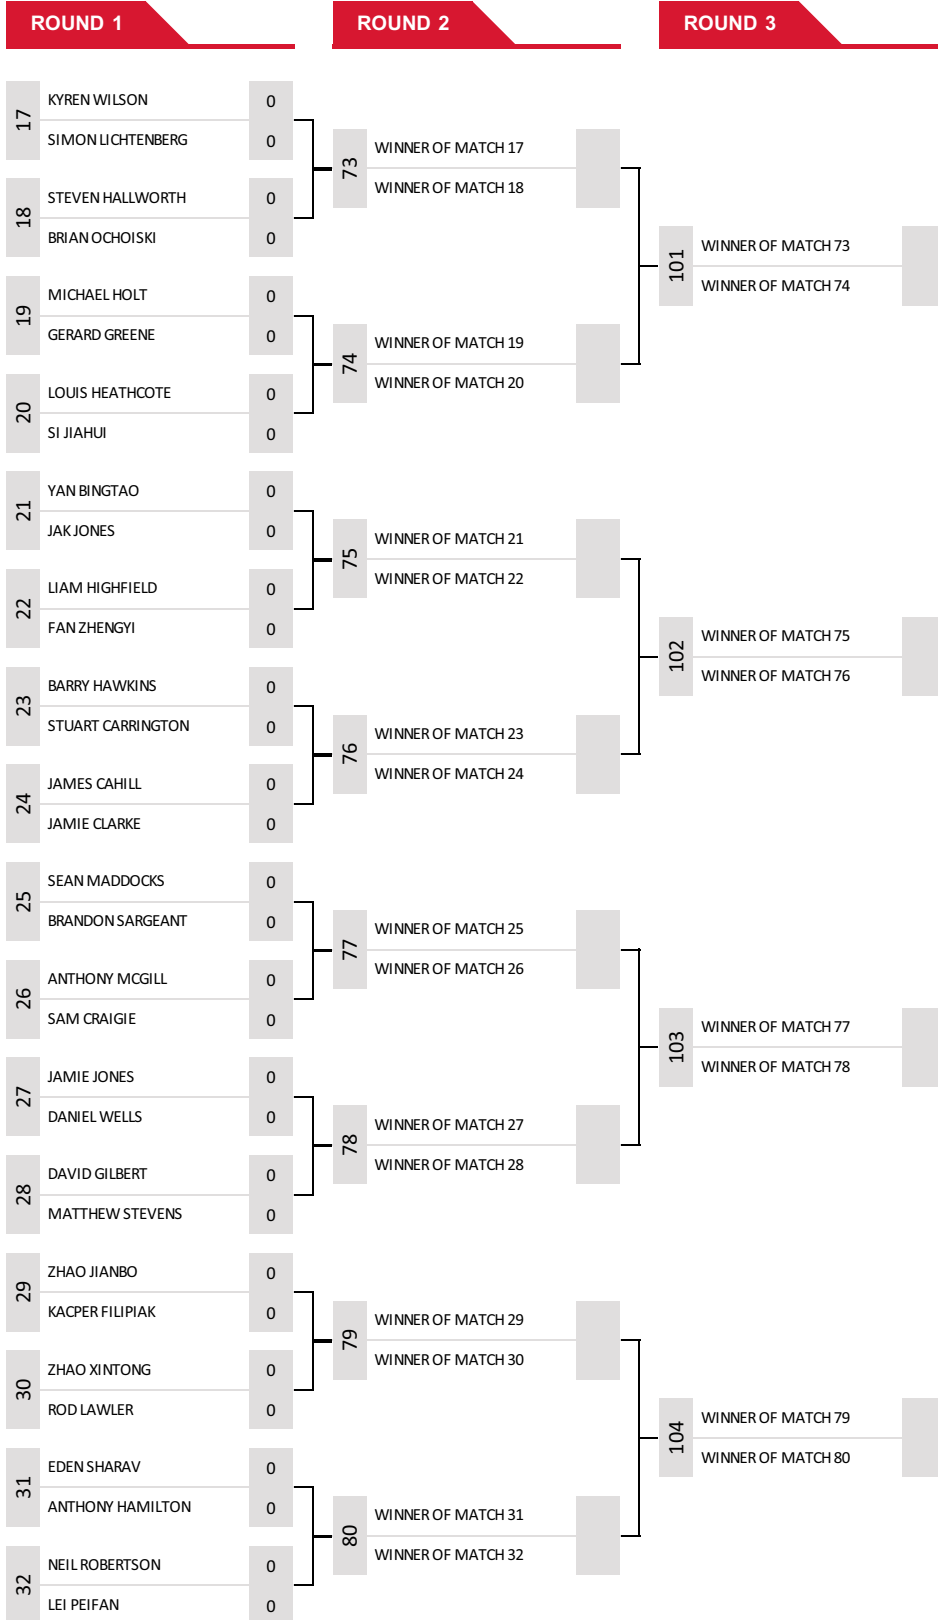 ROUND 1
ROUND 2
ROUND 3
17
KYREN WILSON 0
SIMON LICHTENBERG 0
18
STEVEN HALLWORTH 0
BRIAN OCHOISKI 0
19
MICHAEL HOLT 0
GERARD GREENE 0
20
LOUIS HEATHCOTE 0
SI JIAHUI 0
21
YAN BINGTAO 0
JAK JONES 0
22
LIAM HIGHFIELD 0
FAN ZHENGYI 0
23
BARRY HAWKINS 0
STUART CARRINGTON 0
24
JAMES CAHILL 0
JAMIE CLARKE 0
25
SEAN MADDOCKS 0
BRANDON SARGEANT 0
26
ANTHONY MCGILL 0
SAM CRAIGIE 0
27
JAMIE JONES 0
DANIEL WELLS 0
28
DAVID GILBERT 0
MATTHEW STEVENS 0
29
ZHAO JIANBO 0
KACPER FILIPIAK 0
30
ZHAO XINTONG 0
ROD LAWLER 0
31
EDEN SHARAV 0
ANTHONY HAMILTON 0
32
NEIL ROBERTSON 0
LEI PEIFAN 0
73
WINNER OF MATCH 17
WINNER OF MATCH 18
74
WINNER OF MATCH 19
WINNER OF MATCH 20
75
WINNER OF MATCH 21
WINNER OF MATCH 22
76
WINNER OF MATCH 23
WINNER OF MATCH 24
77
WINNER OF MATCH 25
WINNER OF MATCH 26
78
WINNER OF MATCH 27
WINNER OF MATCH 28
79
WINNER OF MATCH 29
WINNER OF MATCH 30
80
WINNER OF MATCH 31
WINNER OF MATCH 32
101
WINNER OF MATCH 73
WINNER OF MATCH 74
102
WINNER OF MATCH 75
WINNER OF MATCH 76
103
WINNER OF MATCH 77
WINNER OF MATCH 78
104
WINNER OF MATCH 79
WINNER OF MATCH 80